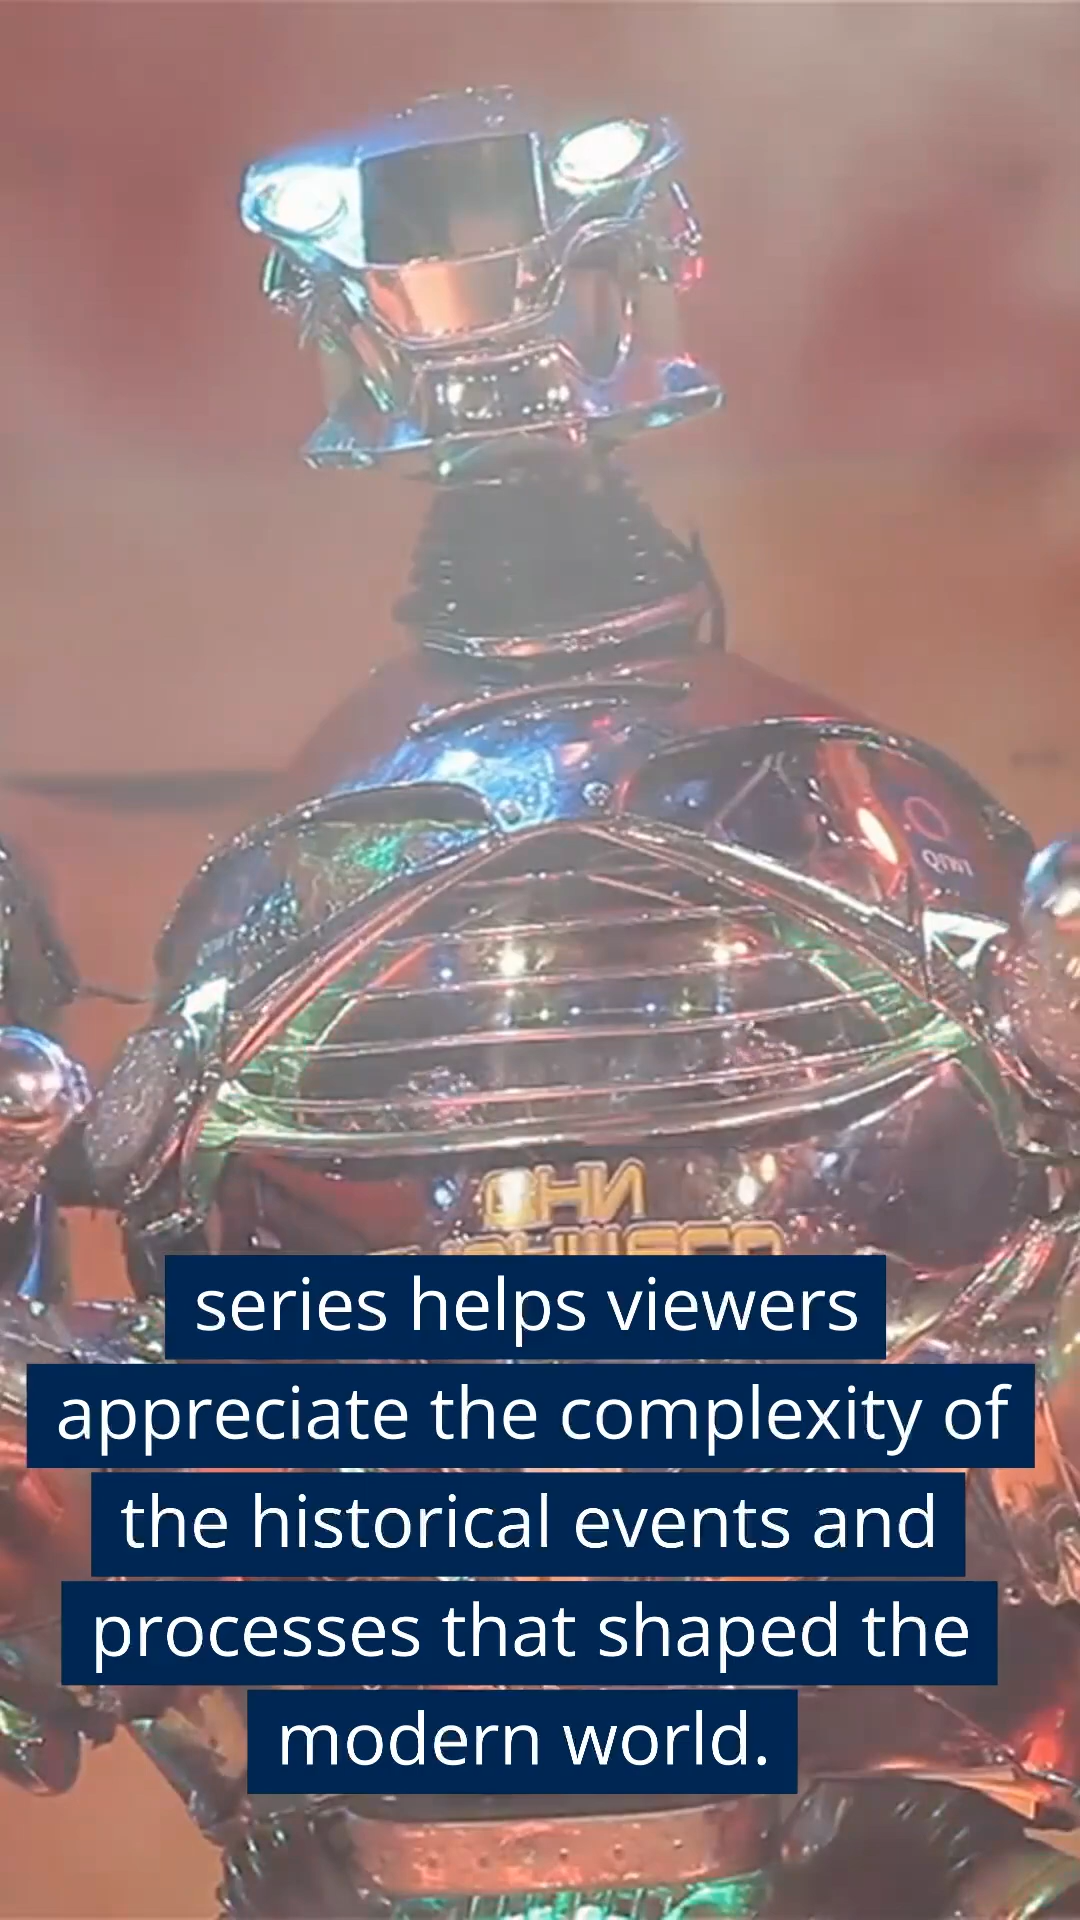 QIWI
series helps viewers
appreciate the complexity of
the historical events and
processes that shaped the
modern world.